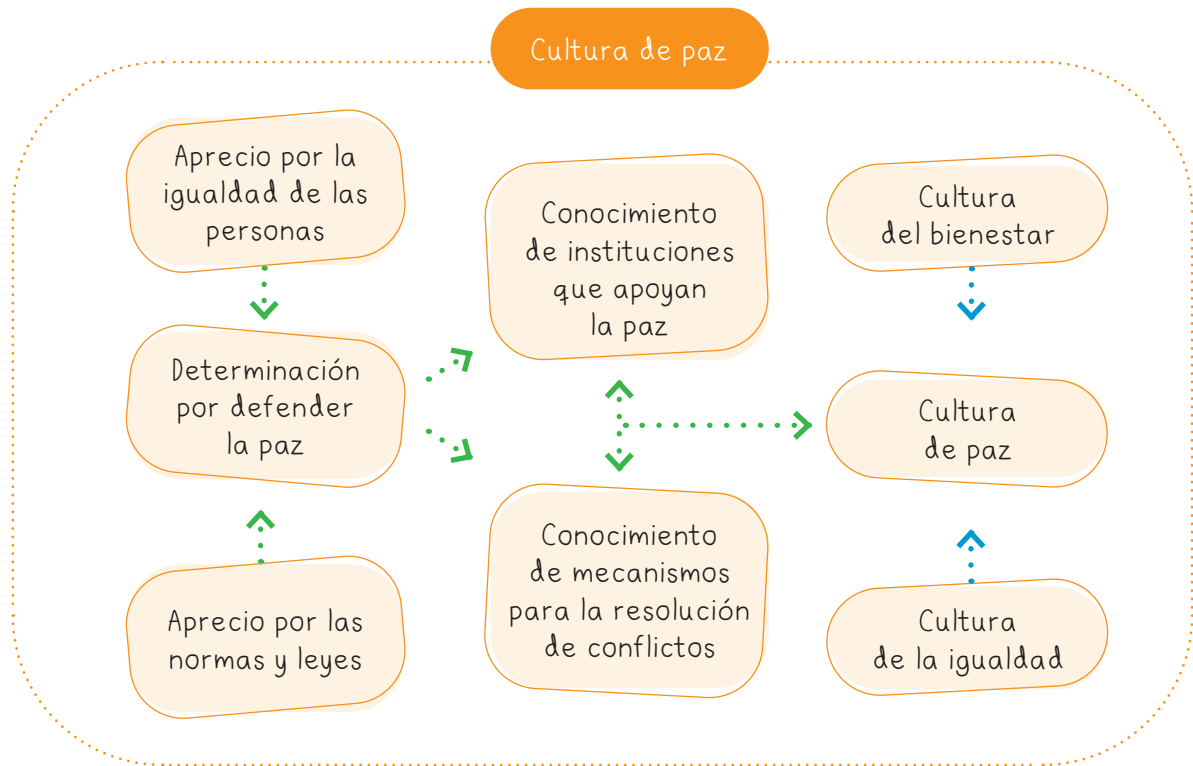 Cultura de paz
Aprecio por la
igualdad de las
personas
Determinación
por defender
la paz
Aprecio por las
normas y leyes
Conocimiento
de instituciones
que apoyan
la paz
Conocimiento
de mecanismos
para la resolución
de conflictos
Cultura
del bienestar
Cultura
de paz
Cultura
de la igualdad